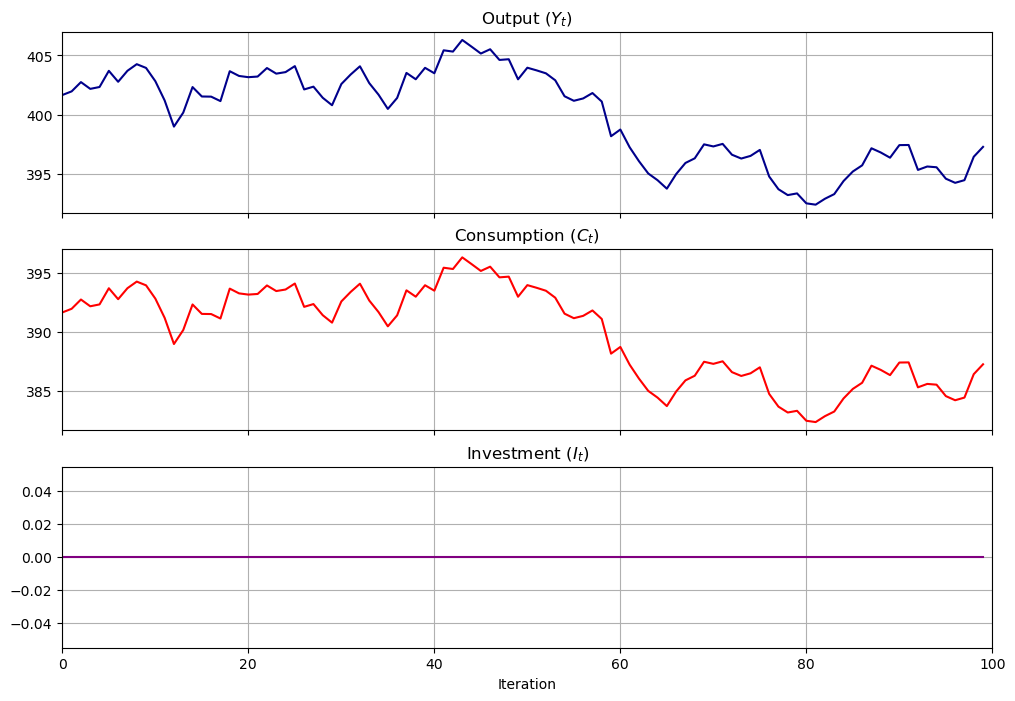 Output (Y_t)
405
400
395
Consumption (C_t)
395
390
385
Investment (I_t)
0.04
0.02
0.00
−0.02
−0.04
0 20 40 60 80 100
Iteration